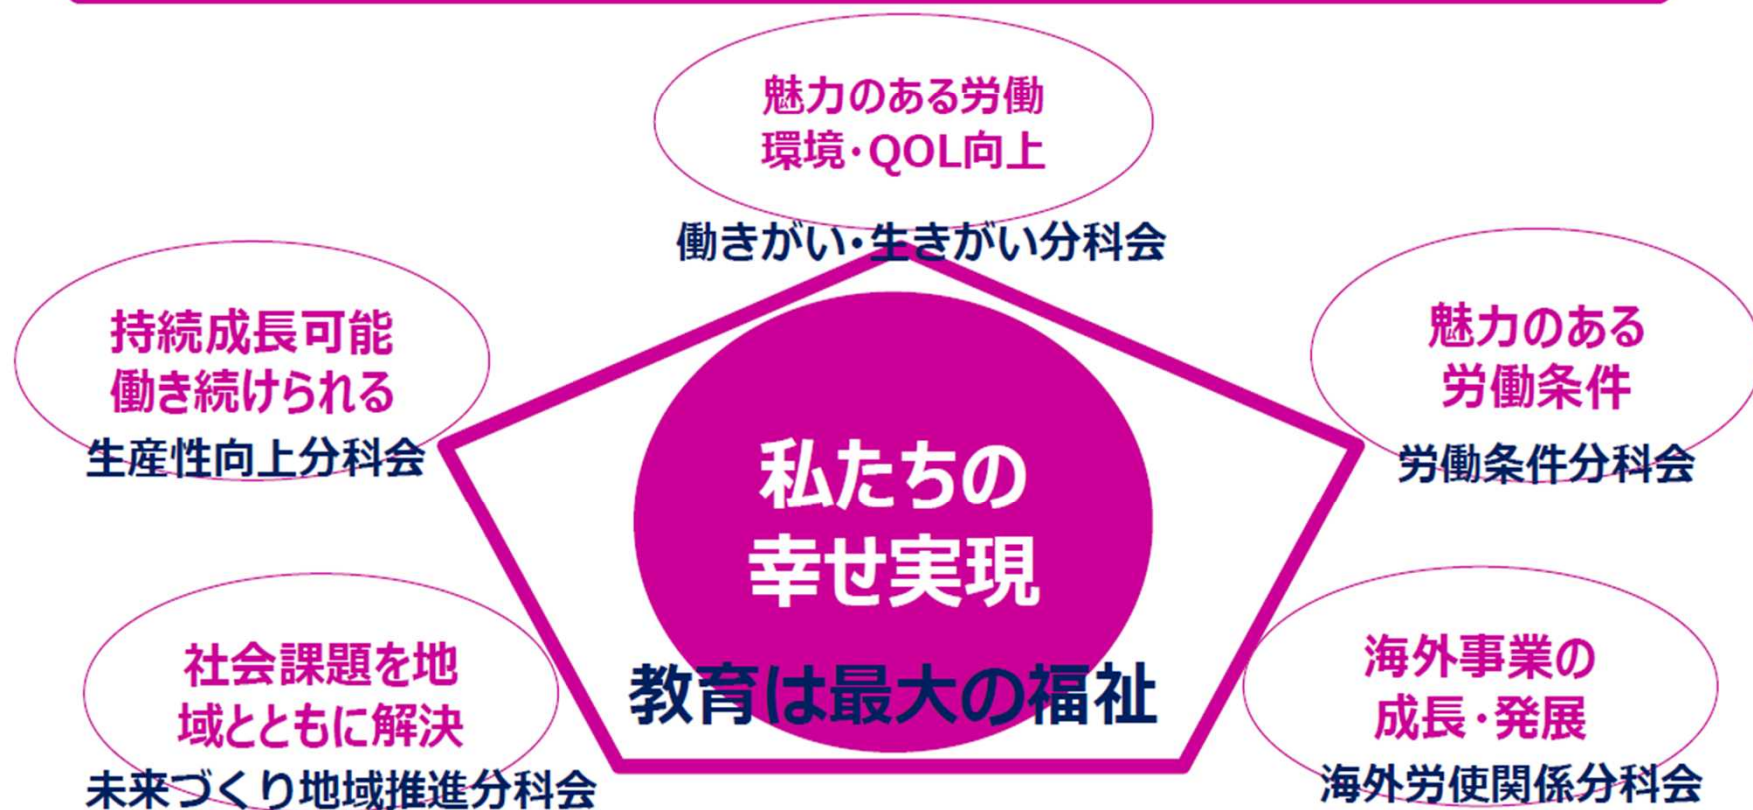 魅力のある労働
環境･QOL向上
働きがい･生きがい分科会
持続成長可能
働き続けられる
生産性向上分科会
魅力のある
労働条件
労働条件分科会
私たちの
幸せ実現
教育は最大の福祉
社会課題を地
域とともに解決
未来づくり地域推進分科会
海外事業の
成長･発展
海外労使関係分科会